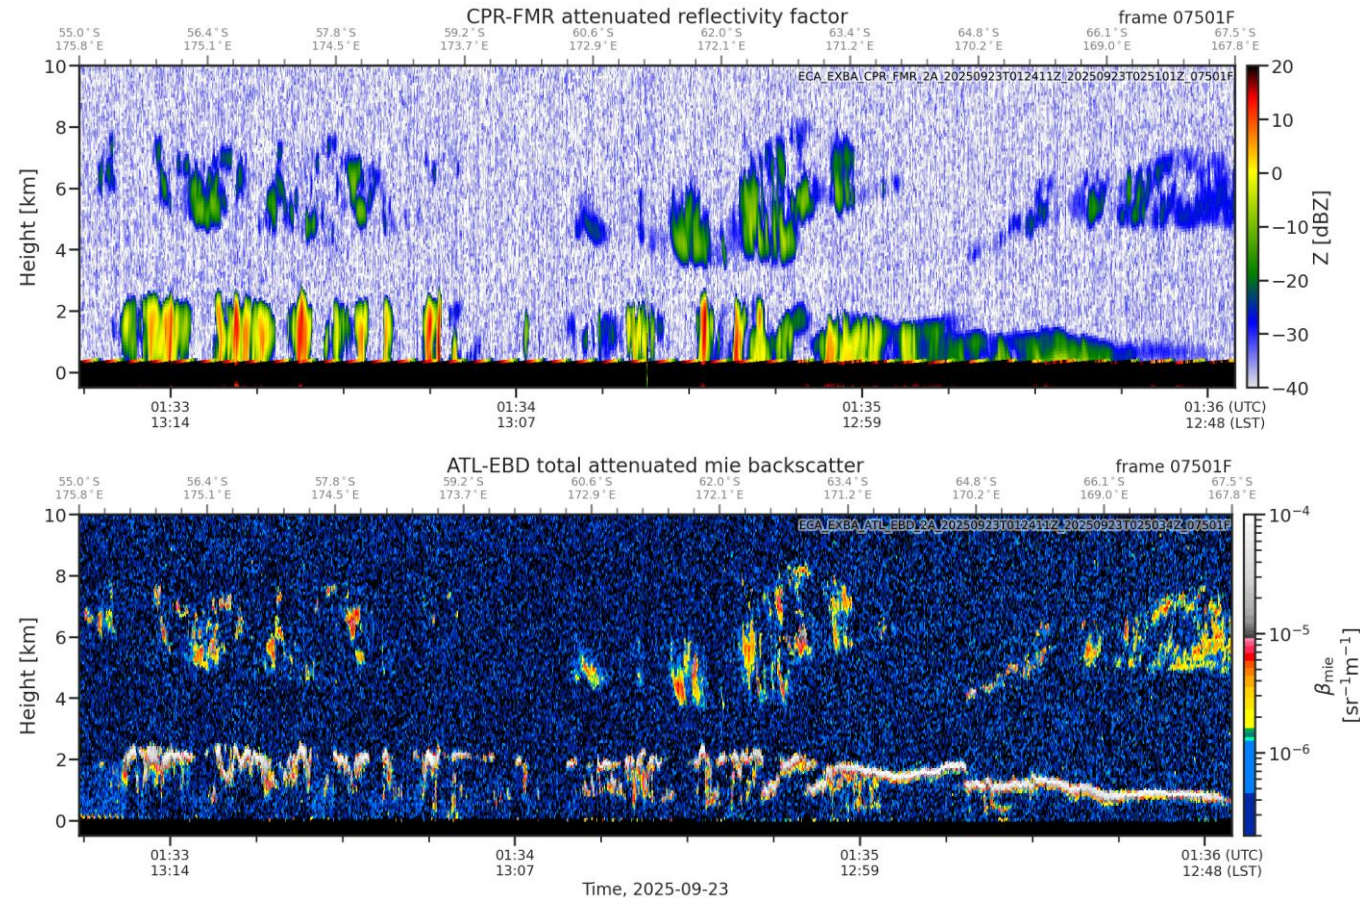 CPR-FMR attenuated reflectivity factor
frame 07501F
55.0°S 56.4°S 57.8°S 59.2°S 60.6°S 62.0°S 63.4°S 64.8°S 66.1°S 67.5°S
175.8°E 175.1°E 174.5°E 173.7°E 172.9°E 172.1°E 171.2°E 170.2°E 169.0°E 167.8°E
ECA_EXBA_CPR_FMR_2A_20250923T012411Z_20250923T025101Z_07501F
Height [km]
10
8
6
4
2
0
20
10
0
−10
−20
−30
−40
Z [dBZ]
01:33 01:34 01:35 01:36 (UTC)
13:14 13:07 12:59 12:48 (LST)
ATL-EBD total attenuated mie backscatter
frame 07501F
55.0°S 56.4°S 57.8°S 59.2°S 60.6°S 62.0°S 63.4°S 64.8°S 66.1°S 67.5°S
175.8°E 175.1°E 174.5°E 173.7°E 172.9°E 172.1°E 171.2°E 170.2°E 169.0°E 167.8°E
ECA_EXBA_ATL_EBD_2A_20250923T012411Z_20250923T025034Z_07501F
Height [km]
10
8
6
4
2
0
10⁻⁴
10⁻⁵
10⁻⁶
βmie
[sr⁻¹m⁻¹]
01:33 01:34 01:35 01:36 (UTC)
13:14 13:07 12:59 12:48 (LST)
Time, 2025-09-23